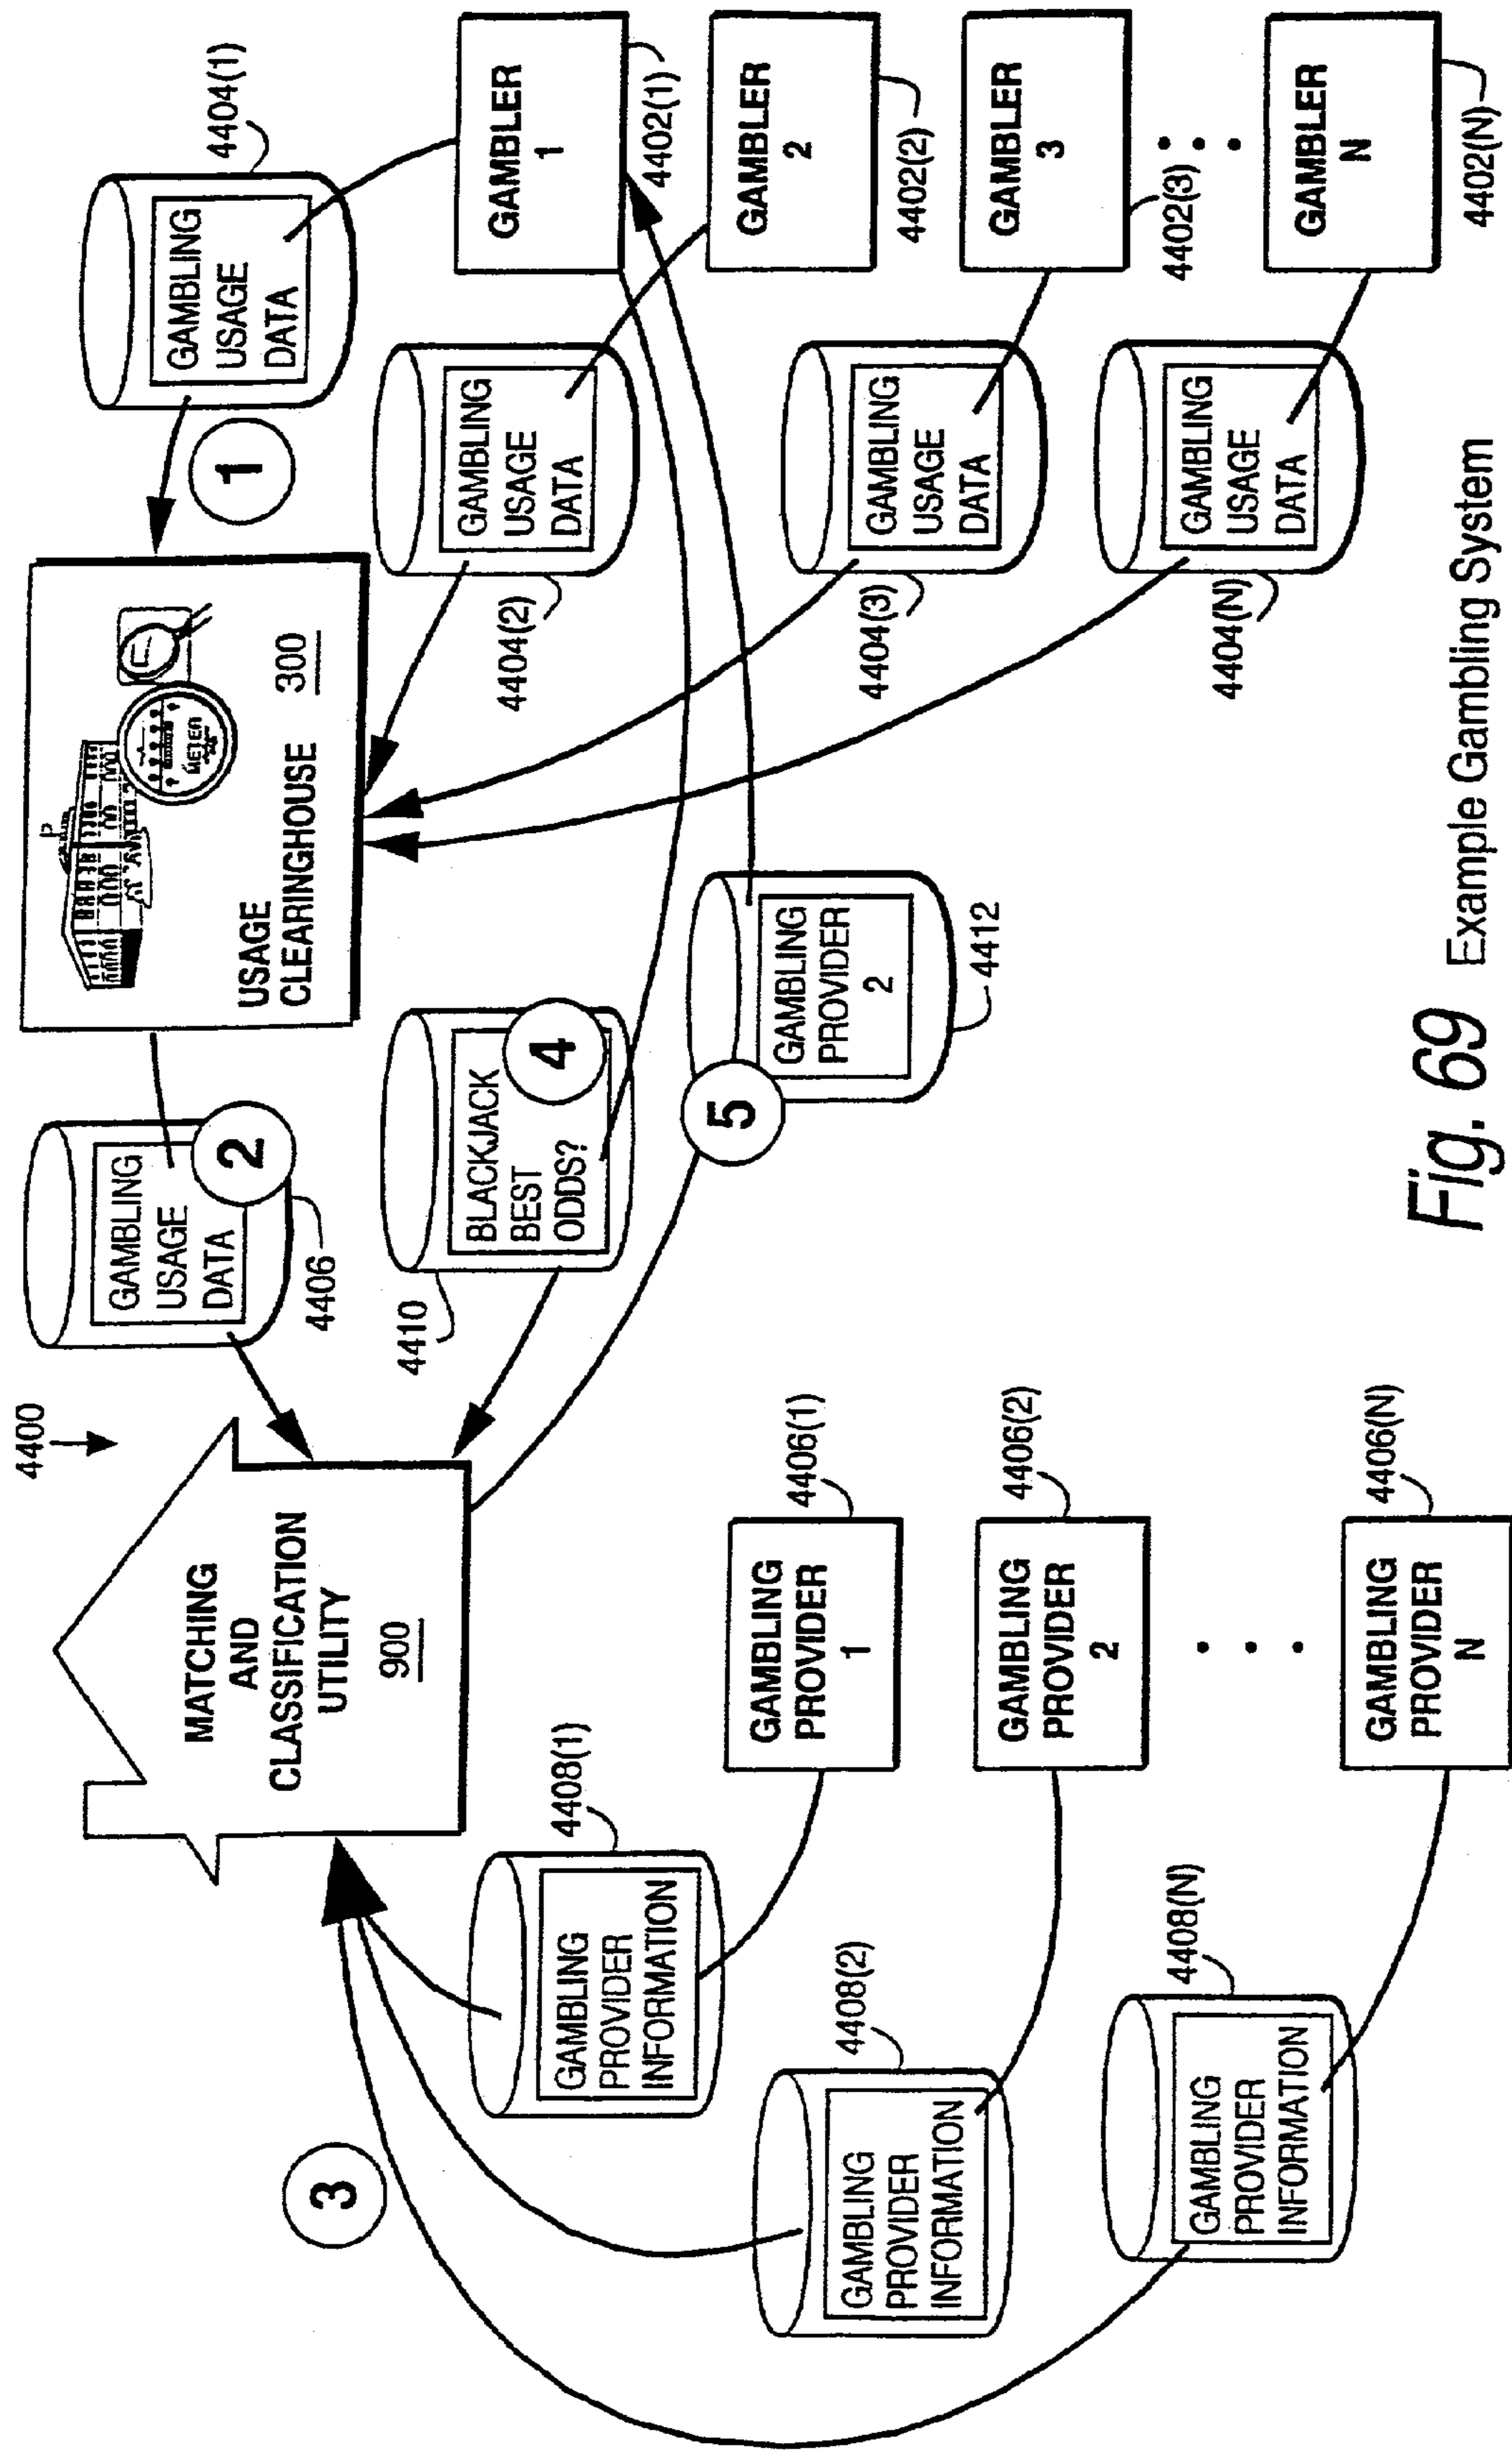 4400
MATCHING
AND
CLASSIFICATION
UTILITY
900
GAMBLING
USAGE
DATA
2
4406
USAGE
CLEARINGHOUSE
300
METER
1
GAMBLING
USAGE
DATA
4404(1)
GAMBLER
1
4402(1)
GAMBLING
USAGE
DATA
4404(2)
GAMBLER
2
4402(2)
GAMBLING
USAGE
DATA
4404(3)
GAMBLER
3
4402(3)
GAMBLING
USAGE
DATA
4404(N)
GAMBLER
N
4402(N)
4410
BLACKJACK
BEST
ODDS?
4
5
GAMBLING
PROVIDER
2
4412
3
GAMBLING
PROVIDER
INFORMATION
4408(1)
GAMBLING
PROVIDER
1
4406(1)
GAMBLING
PROVIDER
INFORMATION
4408(2)
GAMBLING
PROVIDER
2
4406(2)
GAMBLING
PROVIDER
INFORMATION
4408(N)
GAMBLING
PROVIDER
N
4406(N)
Fig. 69 Example Gambling System